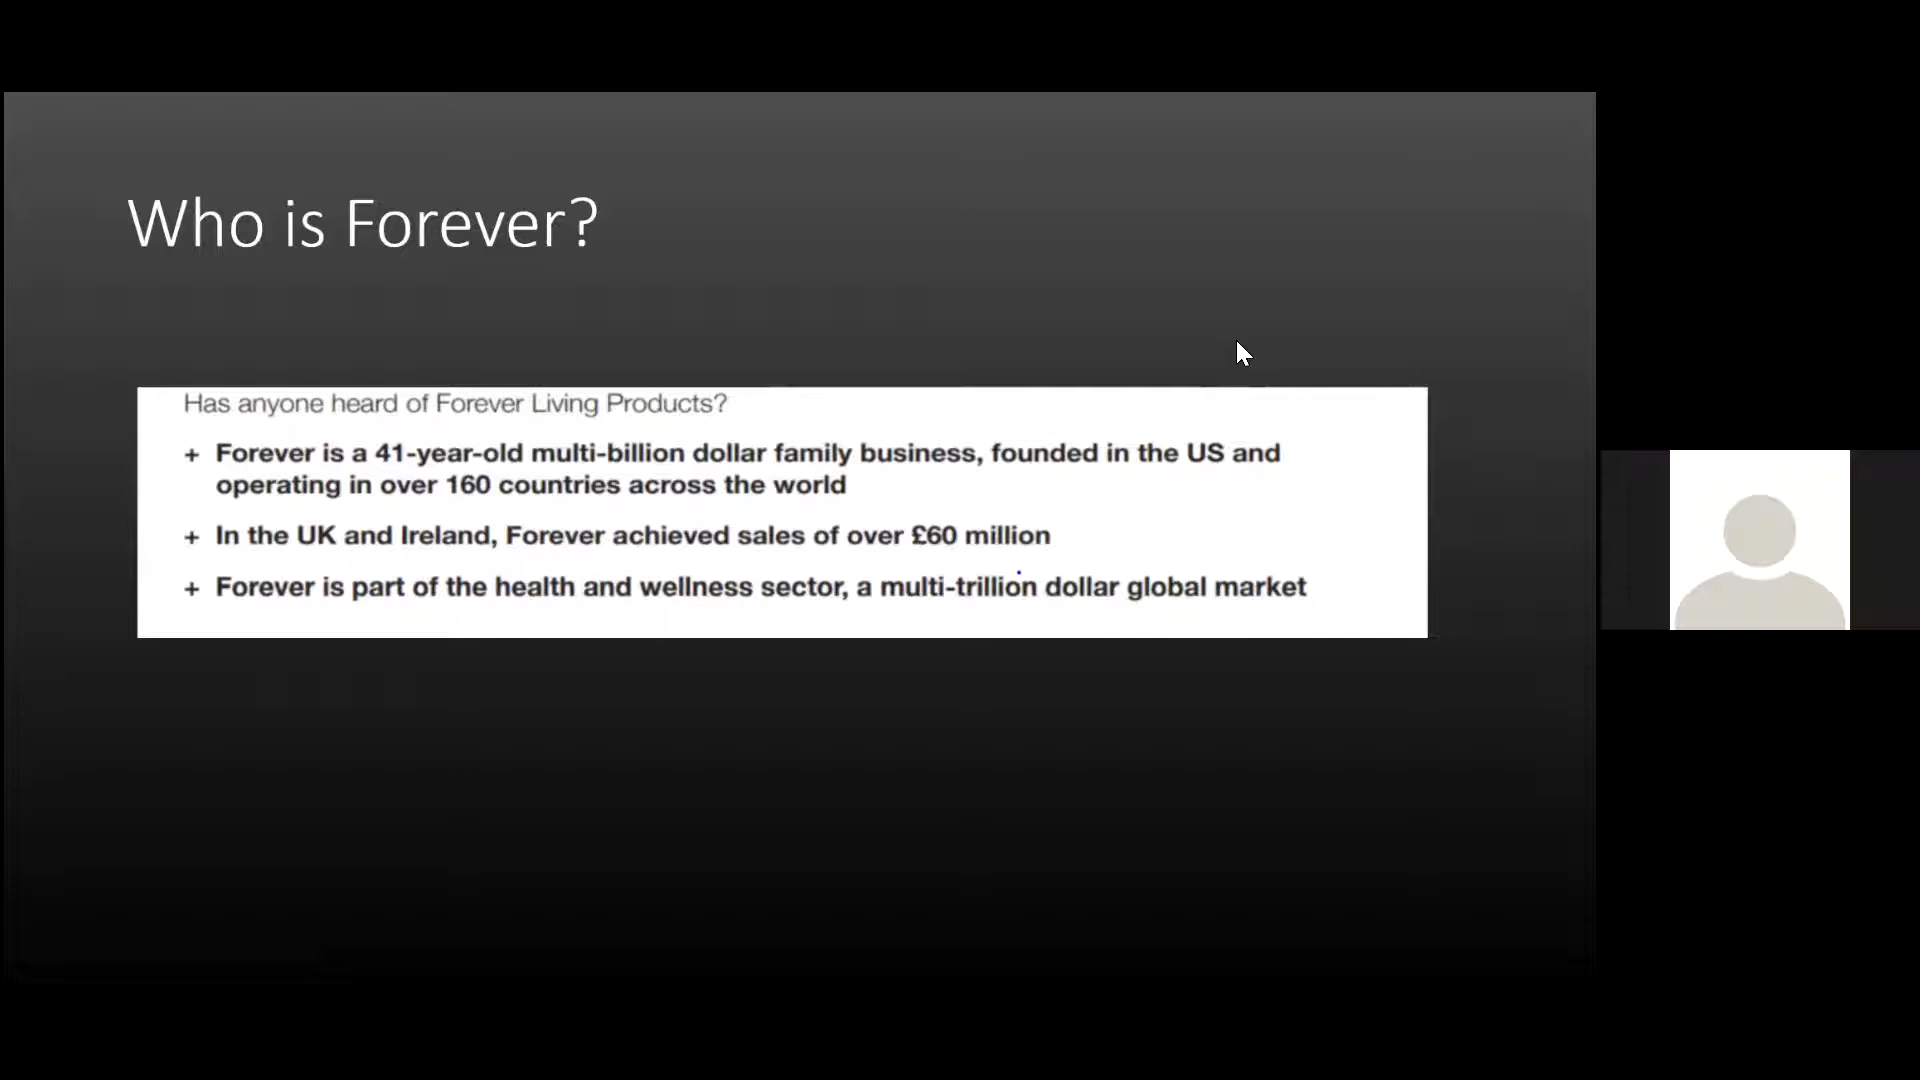 Who is Forever?
Has anyone heard of Forever Living Products?
+ Forever is a 41-year-old multi-billion dollar family business, founded in the US and
operating in over 160 countries across the world
+ In the UK and Ireland, Forever achieved sales of over £60 million
+ Forever is part of the health and wellness sector, a multi-trillion dollar global market